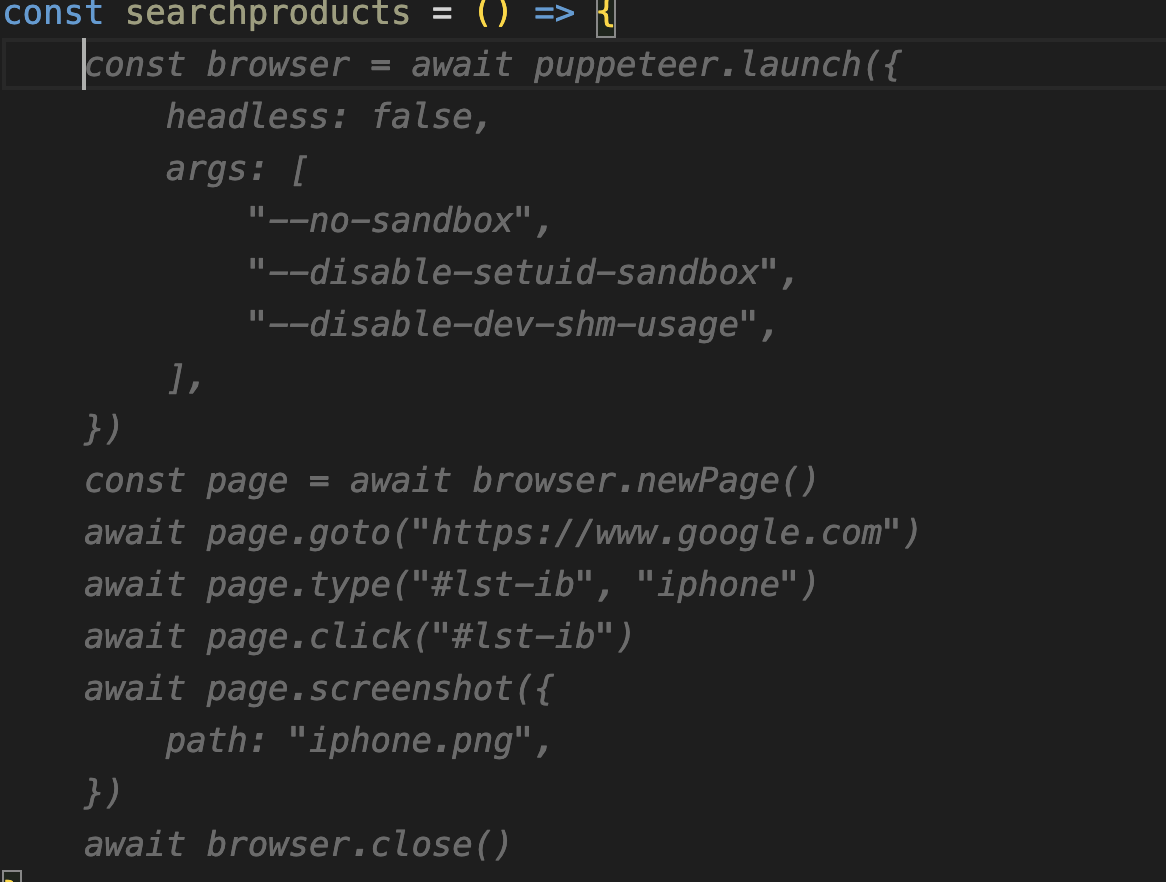 const searchproducts = () => {
const browser = await puppeteer.launch({
headless: false,
args: [
"--no-sandbox",
"--disable-setuid-sandbox",
"--disable-dev-shm-usage",
],
})
const page = await browser.newPage()
await page.goto("https://www.google.com")
await page.type("#lst-ib", "iphone")
await page.click("#lst-ib")
await page.screenshot({
path: "iphone.png",
})
await browser.close()